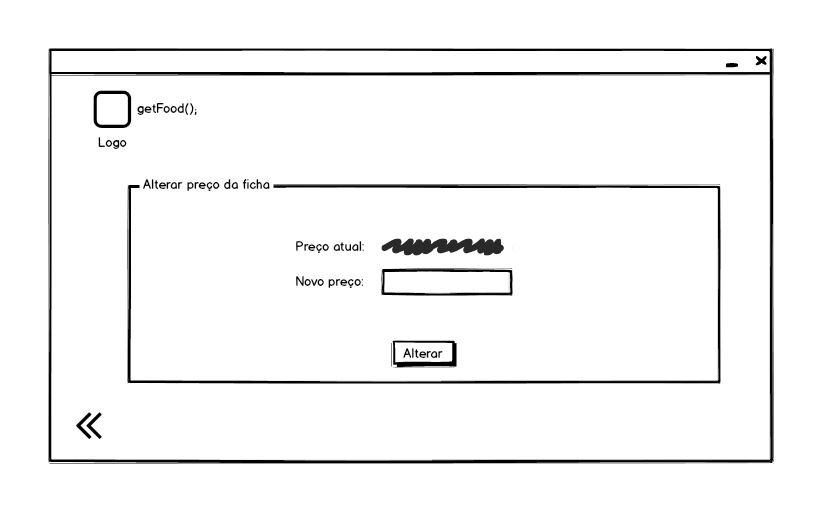 getFood();
Logo
Alterar preço da ficha
Preço atual:
Novo preço:
Alterar